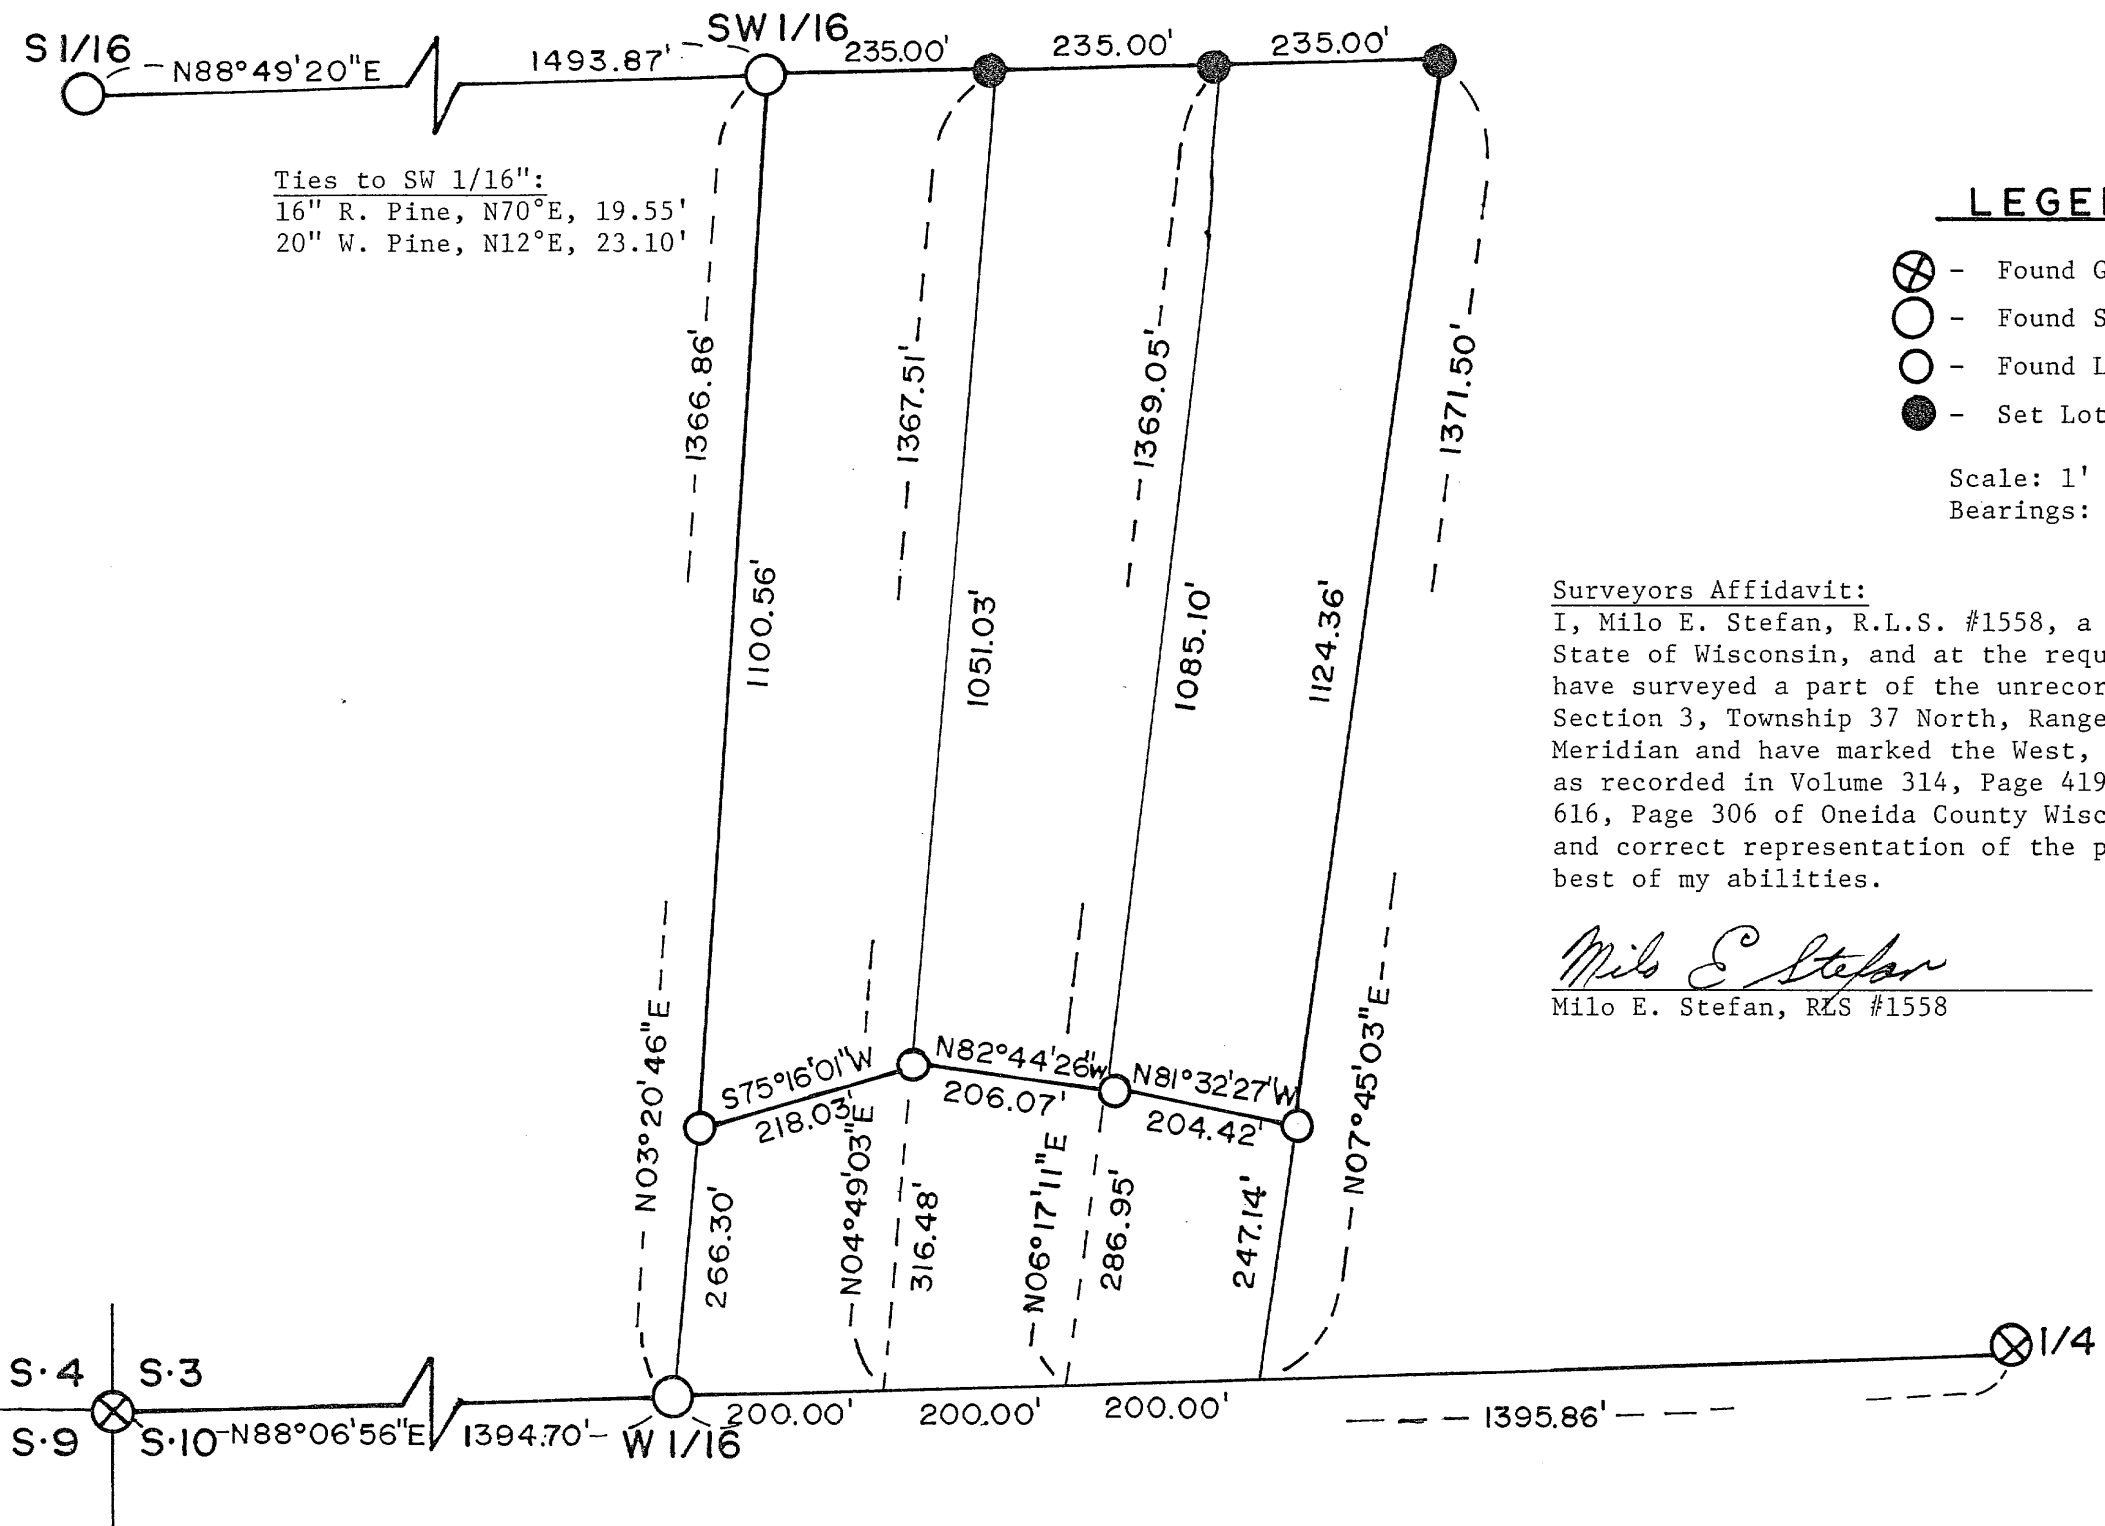 S 1/16
N88°49'20"E
1493.87'
SW 1/16
235.00'
235.00'
235.00'
Ties to SW 1/16":
16" R. Pine, N70°E, 19.55'
20" W. Pine, N12°E, 23.10'
1366.86'
1367.51'
1369.05'
1371.50'
1100.56'
1051.03'
1085.10'
1124.36'
LEGE
- Found G
- Found S
- Found L
- Set Lot
Scale: 1'
Bearings:
Surveyors Affidavit:
I, Milo E. Stefan, R.L.S. #1558, a
State of Wisconsin, and at the requ
have surveyed a part of the unrecor
Section 3, Township 37 North, Range
Meridian and have marked the West,
as recorded in Volume 314, Page 419
616, Page 306 of Oneida County Wisc
and correct representation of the p
best of my abilities.
Milo E Stefan
Milo E. Stefan, RLS #1558
N03°20'46"E
S75°16'01"W
218.03'
N04°49'03"E
N82°44'26"W
206.07'
N06°17'11"E
N81°32'27"W
204.42'
N07°45'03"E
266.30'
316.48'
286.95'
247.14'
S.4
S.3
S.9
S.10
N88°06'56"E
1394.70'
W 1/16
200.00'
200.00'
200.00'
1395.86'
1/4